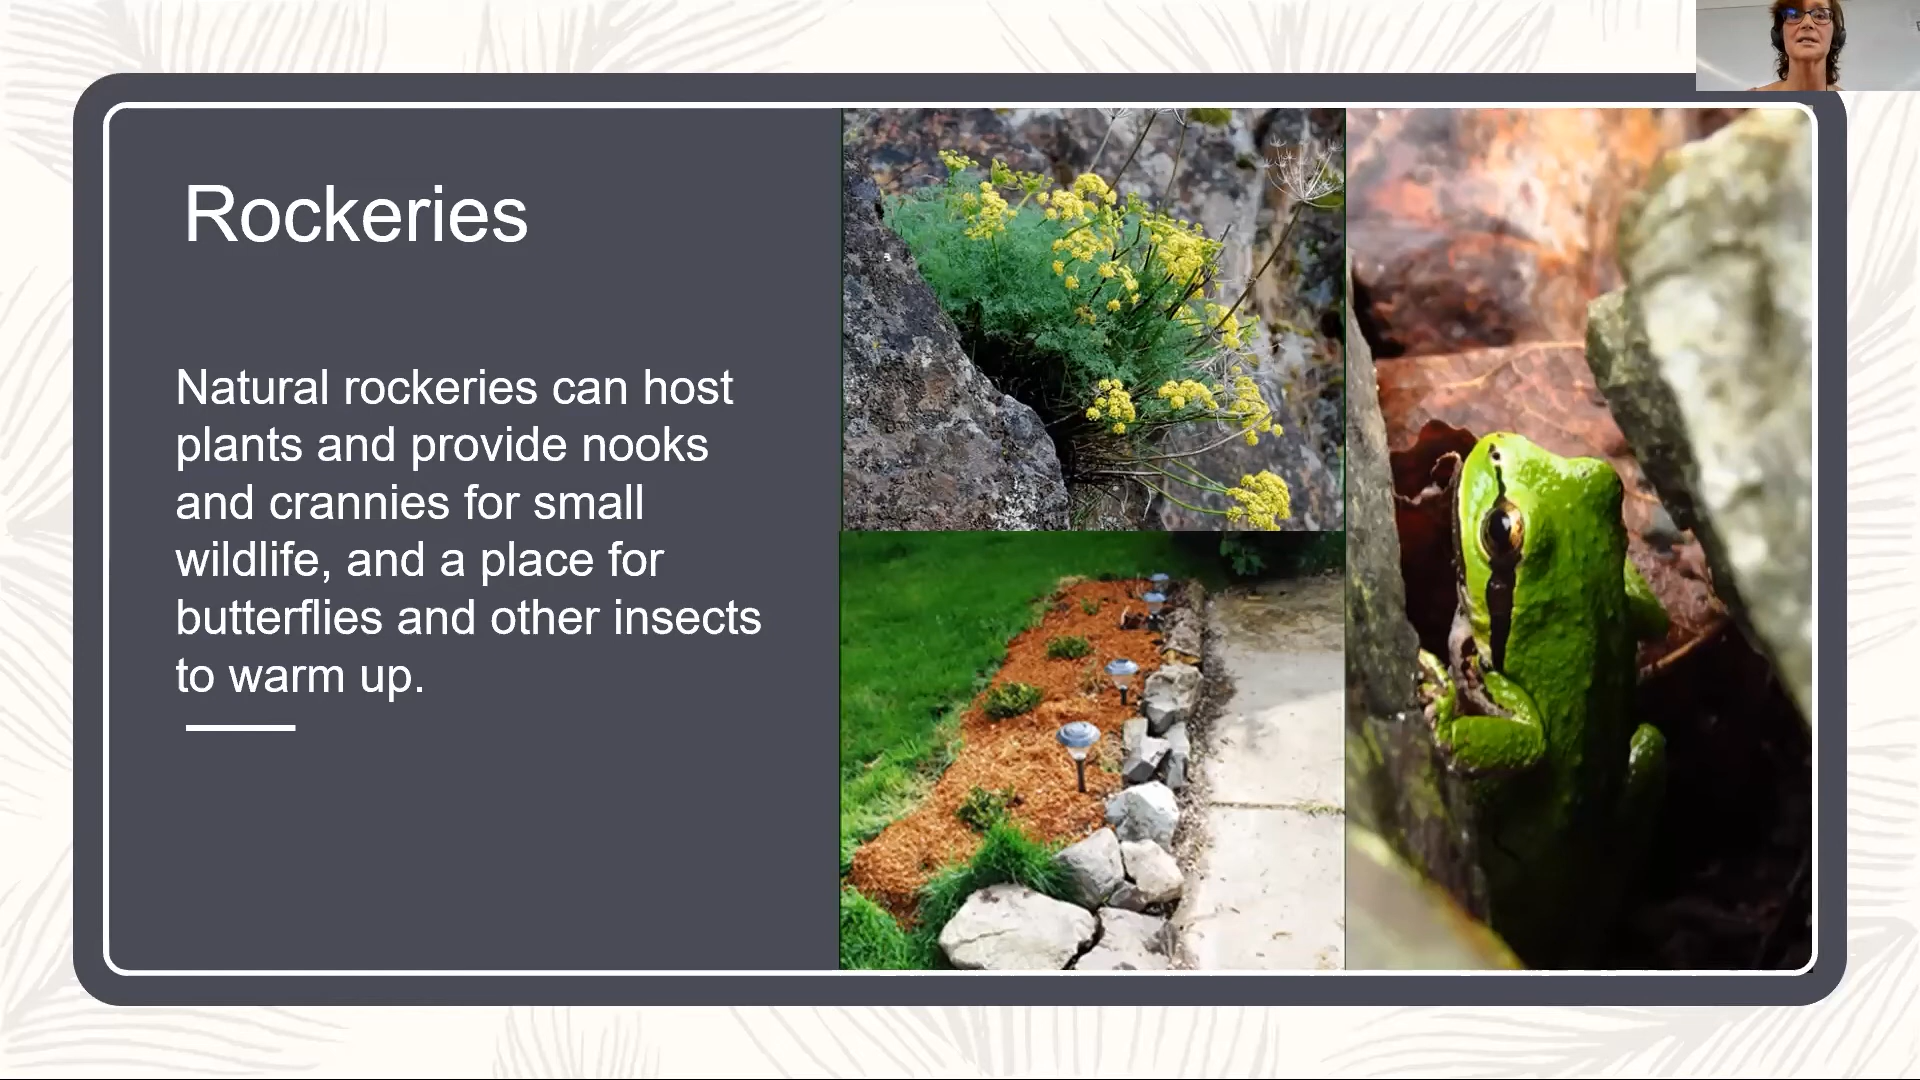 Rockeries
Natural rockeries can host
plants and provide nooks
and crannies for small
wildlife, and a place for
butterflies and other insects
to warm up.